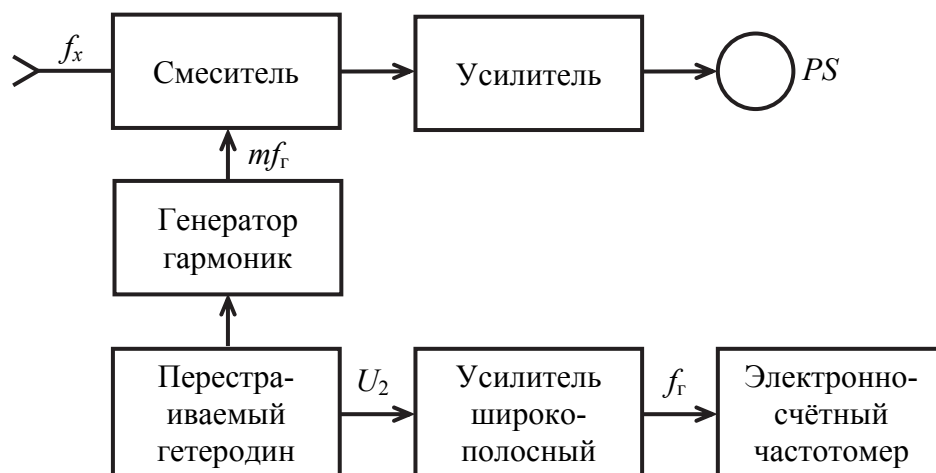 fₓ
Смеситель
Усилитель
PS
mfг
Генератор
гармоник
Перестра-
иваемый
гетеродин
U₂
Усилитель
широко-
полосный
fг
Электронно-
счётный
частотомер